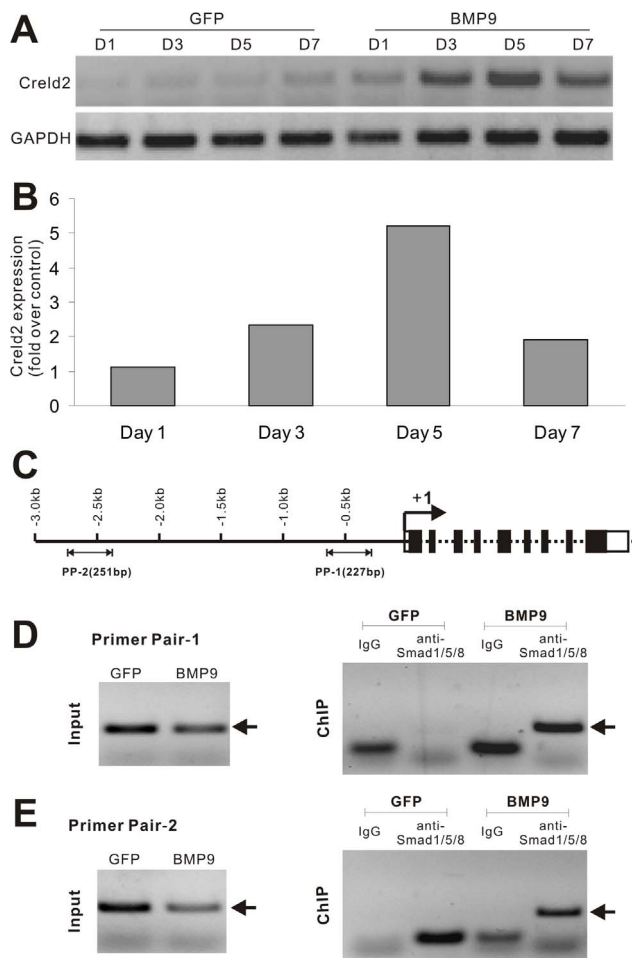 A
GFP BMP9
D1 D3 D5 D7 D1 D3 D5 D7
Creld2
GAPDH
B
Creld2 expression
(fold over control)
6
5
4
3
2
1
0
Day 1 Day 3 Day 5 Day 7
C
-3.0kb -2.5kb -2.0kb -1.5kb -1.0kb -0.5kb +1
PP-2(251bp) PP-1(227bp)
D
Primer Pair-1
GFP BMP9
Input
GFP BMP9
IgG anti-Smad1/5/8 IgG anti-Smad1/5/8
ChIP
E
Primer Pair-2
GFP BMP9
Input
GFP BMP9
IgG anti-Smad1/5/8 IgG anti-Smad1/5/8
ChIP